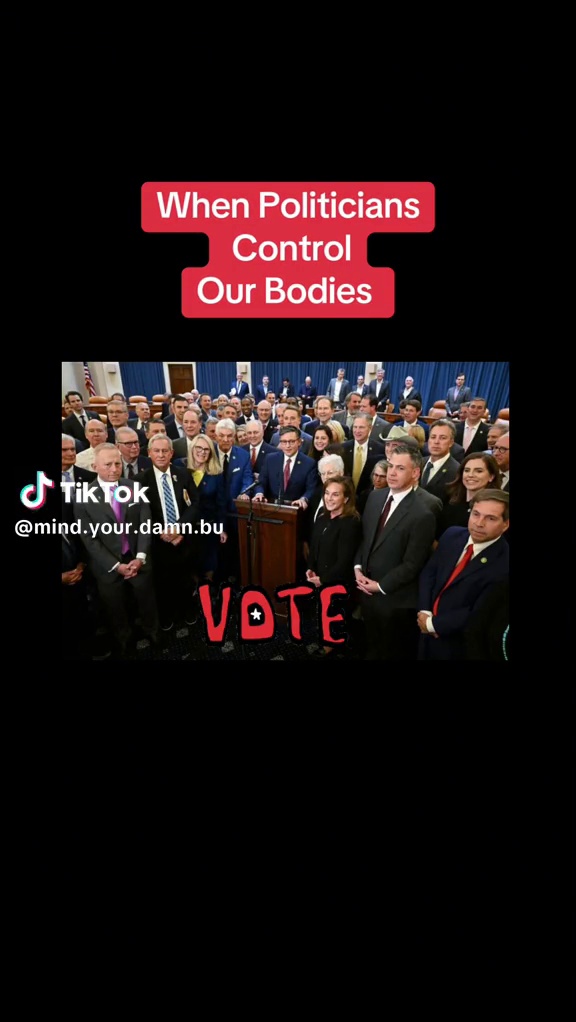 When Politicians
Control
Our Bodies
TikTok
@mind.your.damn.bu
VOTE